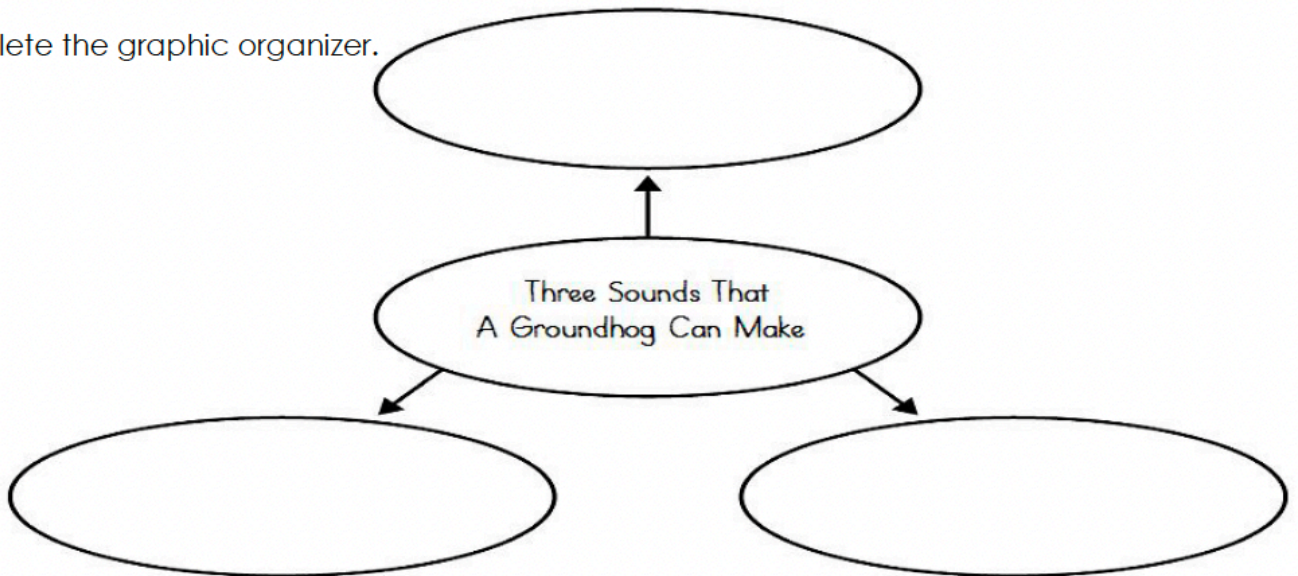 lete the graphic organizer.
Three Sounds That
A Groundhog Can Make